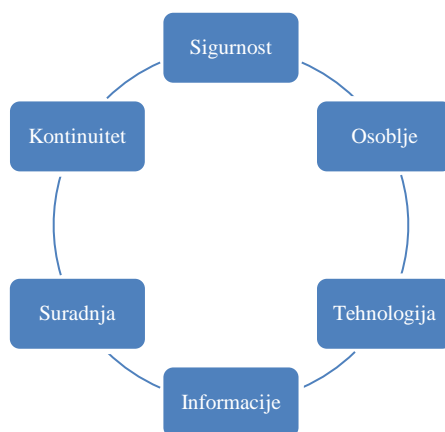 Sigurnost
Osoblje
Tehnologija
Informacije
Suradnja
Kontinuitet